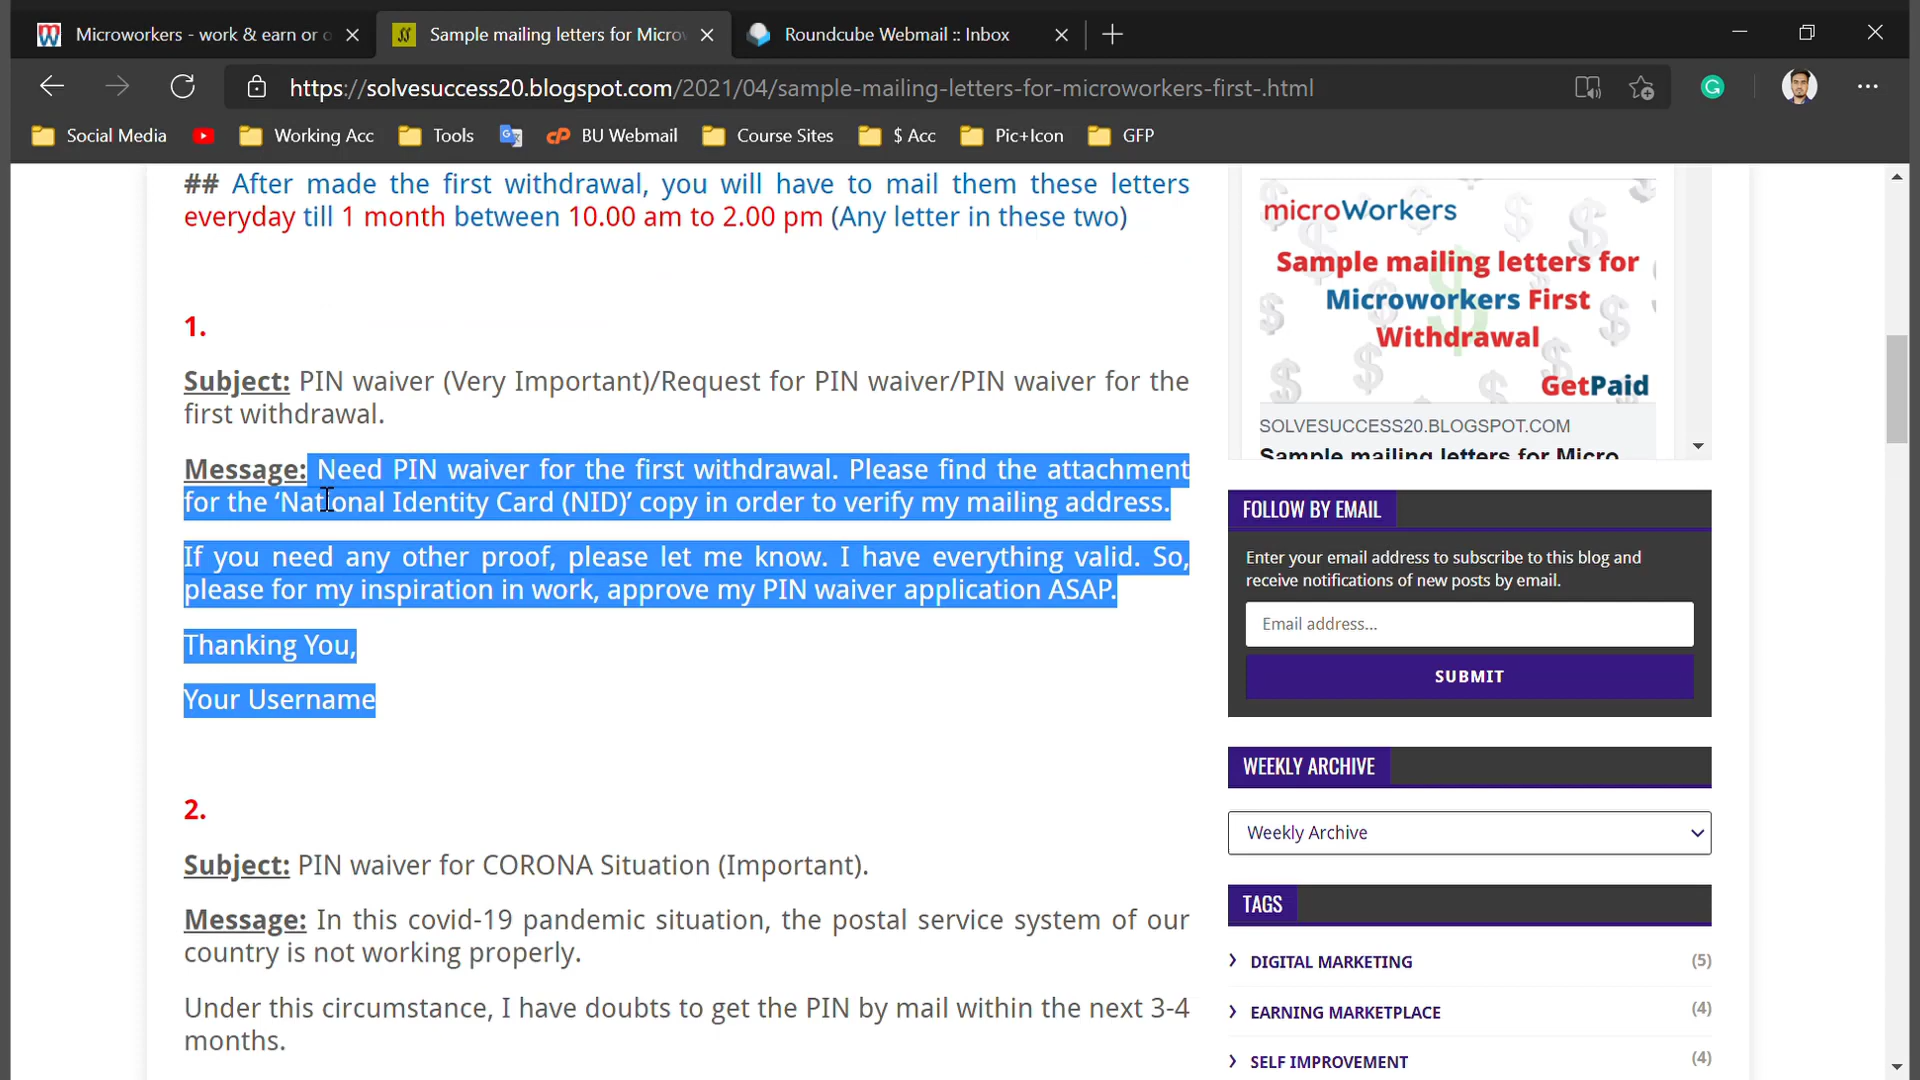 Microworkers - work & earn or o
Sample mailing letters for Micro
Roundcube Webmail :: Inbox
https://solvesuccess20.blogspot.com/2021/04/sample-mailing-letters-for-microworkers-first-.html
Social Media
Working Acc
Tools
BU Webmail
Course Sites
$ Acc
Pic+Icon
GFP
## After made the first withdrawal, you will have to mail them these letters
everyday till 1 month between 10.00 am to 2.00 pm (Any letter in these two)
1.
Subject: PIN waiver (Very Important)/Request for PIN waiver/PIN waiver for the
first withdrawal.
Message: Need PIN waiver for the first withdrawal. Please find the attachment
for the ‘National Identity Card (NID)’ copy in order to verify my mailing address.
If you need any other proof, please let me know. I have everything valid. So,
please for my inspiration in work, approve my PIN waiver application ASAP.
Thanking You,
Your Username
2.
Subject: PIN waiver for CORONA Situation (Important).
Message: In this covid-19 pandemic situation, the postal service system of our
country is not working properly.
Under this circumstance, I have doubts to get the PIN by mail within the next 3-4
months.
microWorkers
Sample mailing letters for
Microworkers First
Withdrawal
GetPaid
SOLVESUCCESS20.BLOGSPOT.COM
Sample mailing letters for Micro
FOLLOW BY EMAIL
Enter your email address to subscribe to this blog and
receive notifications of new posts by email.
Email address...
SUBMIT
WEEKLY ARCHIVE
Weekly Archive
TAGS
DIGITAL MARKETING (5)
EARNING MARKETPLACE (4)
SELF IMPROVEMENT (4)